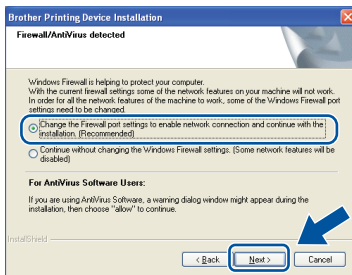 Brother Printing Device Installation
Firewall/AntiVirus detected
Windows Firewall is helping to protect your computer.
With the current firewall settings some of the network features on your machine will not work.
In order for all the network features of the machine to work, some of the Windows Firewall port
settings need to be changed.
Change the Firewall port settings to enable network connection and continue with the
installation. (Recommended)
Continue without changing the Windows Firewall settings. (Some network features will be
disabled)
For AntiVirus Software Users:
If you are using AntiVirus Software, a warning dialog window might appear during the
installation, then choose "allow" to continue.
InstallShield
< Back
Next >
Cancel